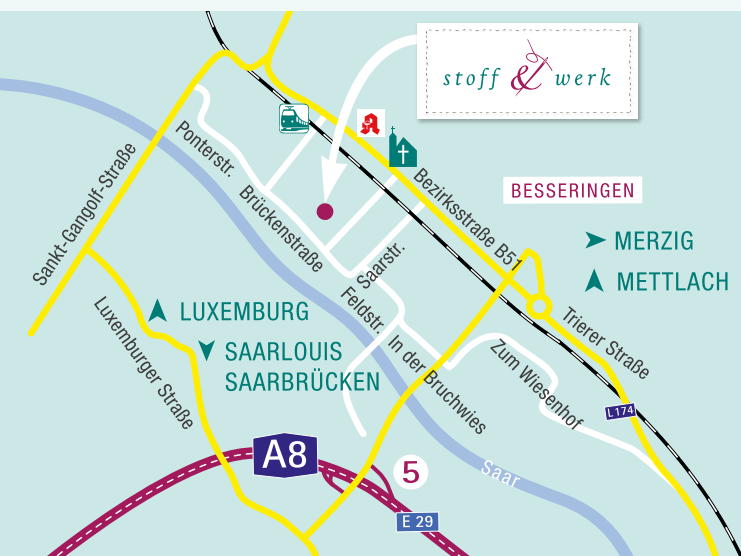 stoff & werk
BESSERINGEN
MERZIG
METTLACH
Sankt-Gangolf-Straße
Ponterstr.
Brückenstraße
Bezirksstraße B51
Saarstr.
Feldstr.
In der Bruchwies
Trierer Straße
Zum Wiesenhof
Luxemburger Straße
LUXEMBURG
SAARLOUIS
SAARBRÜCKEN
L 174
A8
5
Saar
E 29